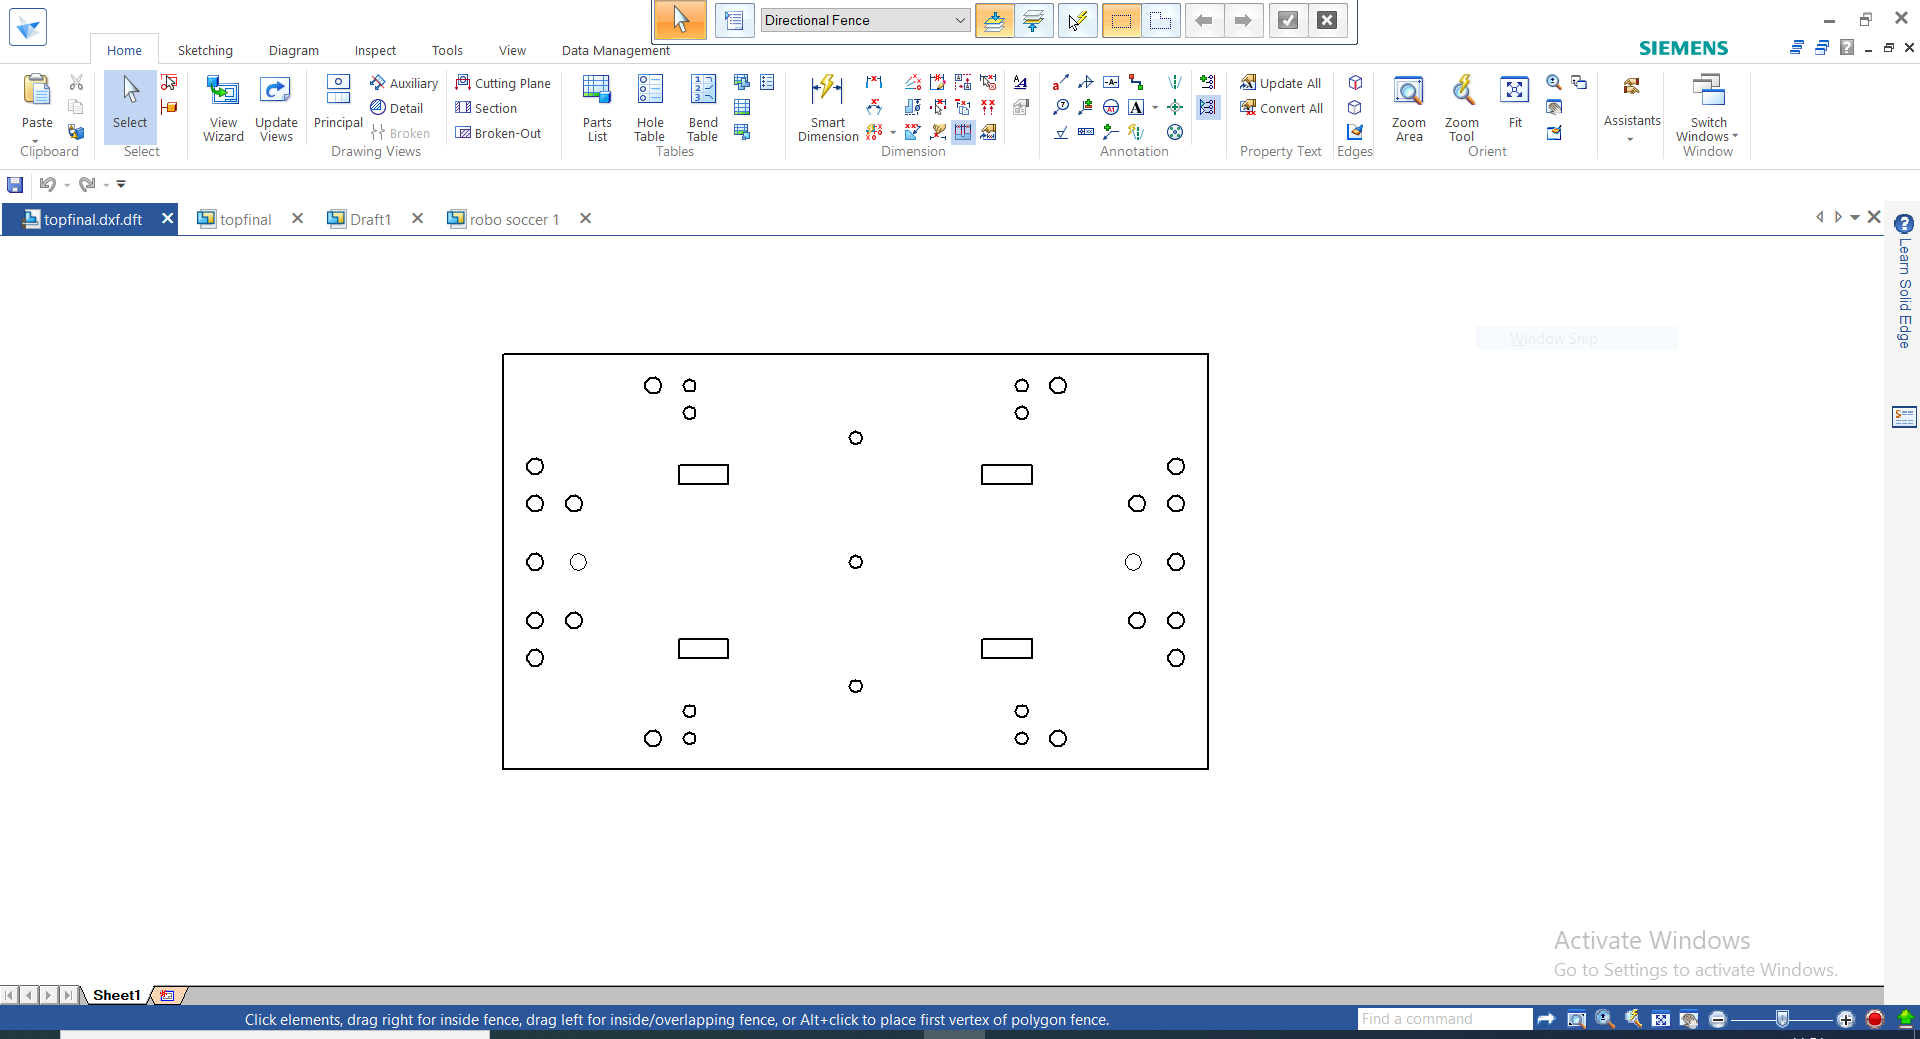 Directional Fence
Home Sketching Diagram Inspect Tools View Data Management
SIEMENS
Paste
Clipboard
Select
Select
View Wizard
Update Views
Principal
Auxiliary
Detail
Broken
Drawing Views
Cutting Plane
Section
Broken-Out
Parts List
Hole Table
Bend Table
Tables
Smart Dimension
Dimension
Annotation
Update All
Convert All
Property Text
Edges
Zoom Area
Zoom Tool
Fit
Orient
Assistants
Switch Windows
Window
topfinal.dxf.dft topfinal Draft1 robo soccer 1
Learn Solid Edge
Window Snip
Activate Windows
Go to Settings to activate Windows.
Sheet1
Click elements, drag right for inside fence, drag left for inside/overlapping fence, or Alt+click to place first vertex of polygon fence.
Find a command